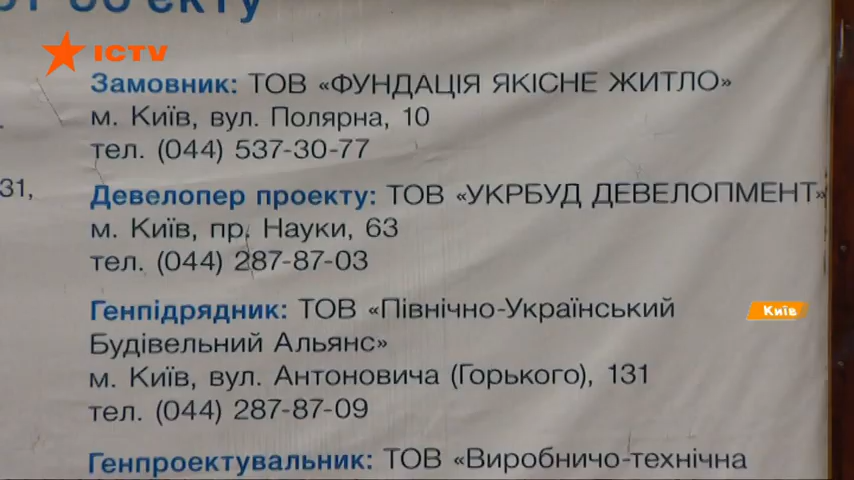 об'єкту
ICTV
Замовник: ТОВ «ФУНДАЦІЯ ЯКІСНЕ ЖИТЛО»
м. Київ, вул. Полярна, 10
тел. (044) 537-30-77
31,
Девелопер проекту: ТОВ «УКРБУД ДЕВЕЛОПМЕНТ»
м. Київ, пр. Науки, 63
тел. (044) 287-87-03
Генпідрядник: ТОВ «Північно-Український
Будівельний Альянс»
Київ
м. Київ, вул. Антоновича (Горького), 131
тел. (044) 287-87-09
Генпроектувальник: ТОВ «Виробничо-технічна